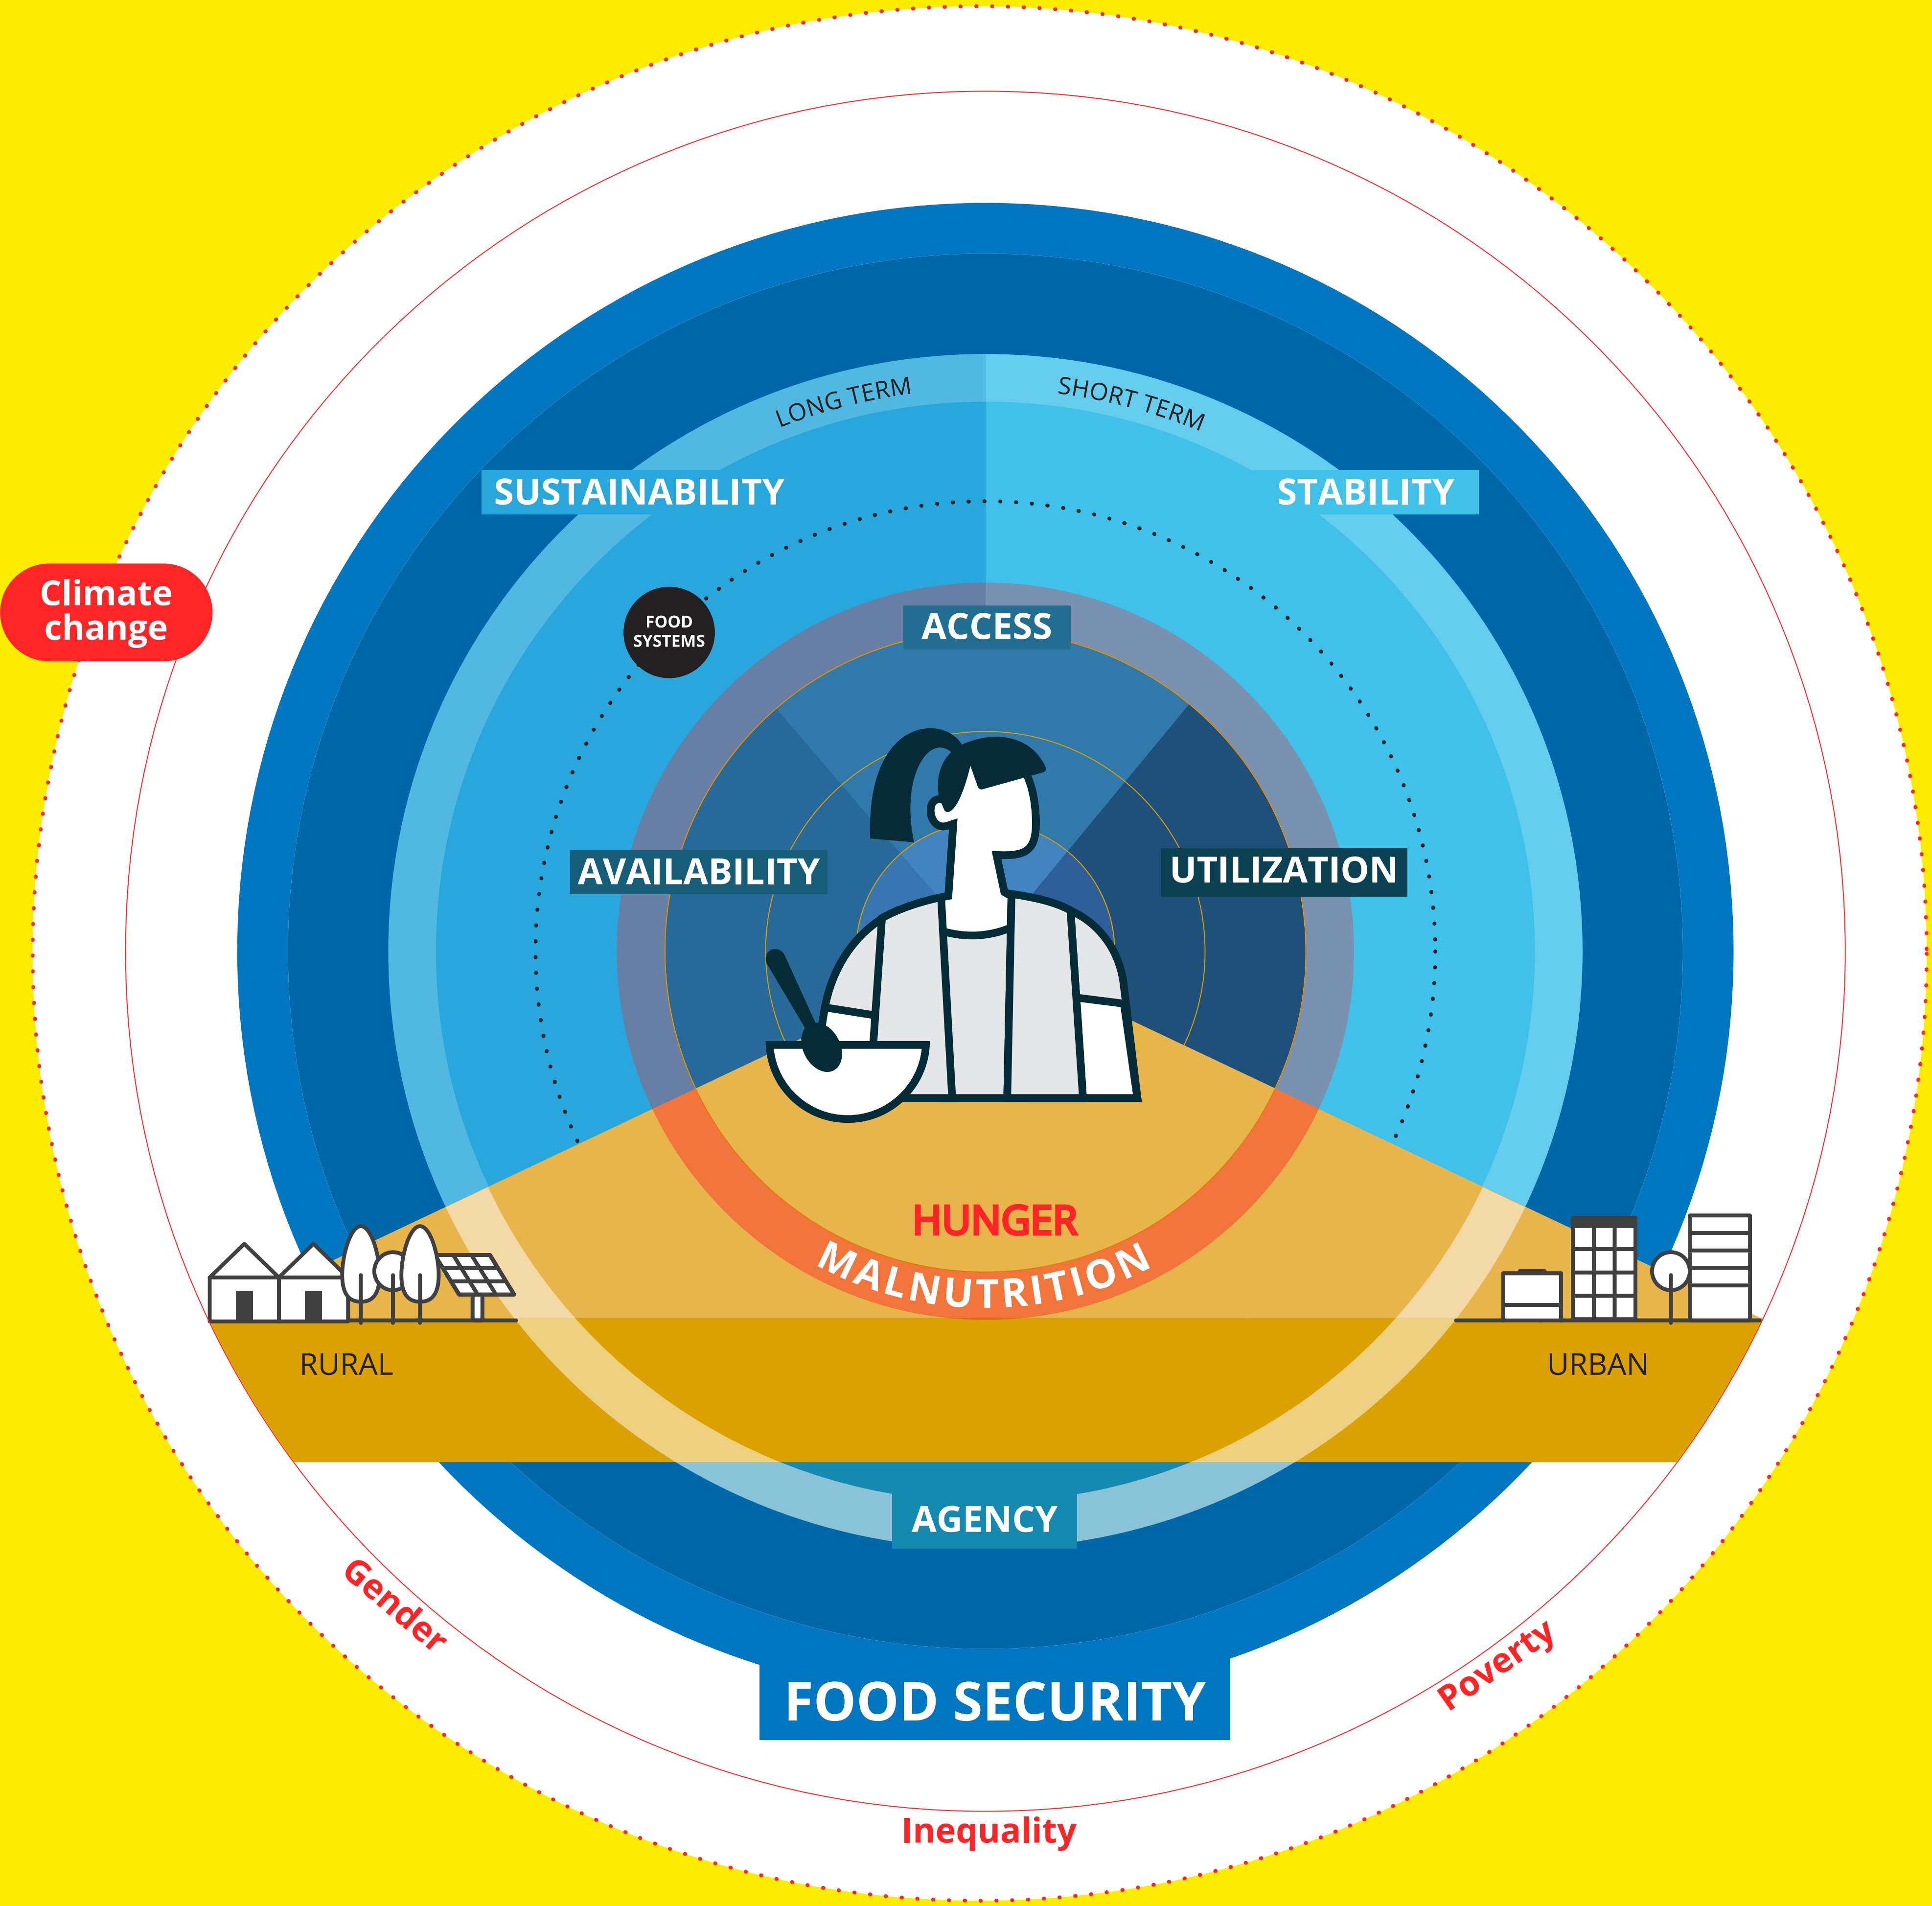 LONG TERM
SHORT TERM
SUSTAINABILITY
STABILITY
Climate
change
FOOD
SYSTEMS
ACCESS
AVAILABILITY
UTILIZATION
HUNGER
MALNUTRITION
RURAL
URBAN
AGENCY
Gender
Poverty
FOOD SECURITY
Inequality